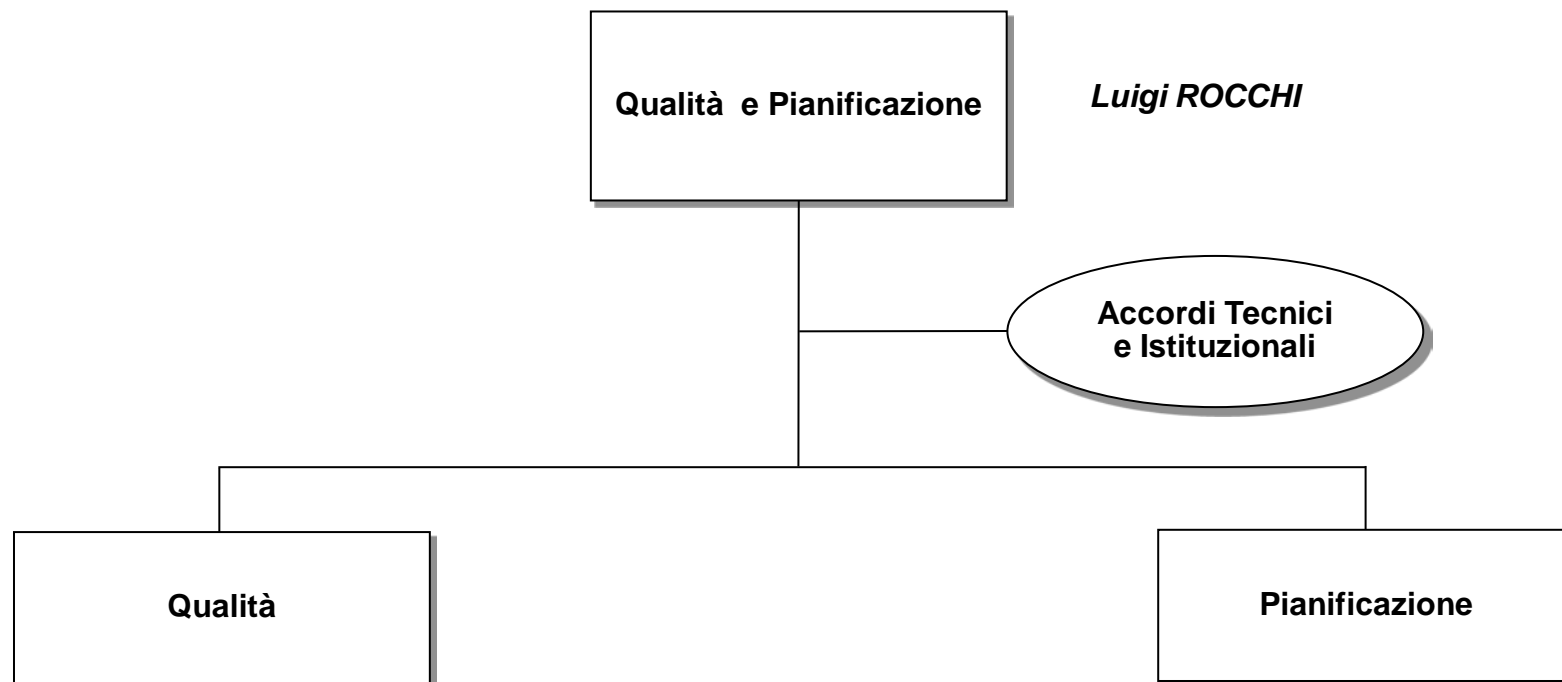 Qualità e Pianificazione
Luigi ROCCHI
Accordi Tecnici
e Istituzionali
Qualità
Pianificazione